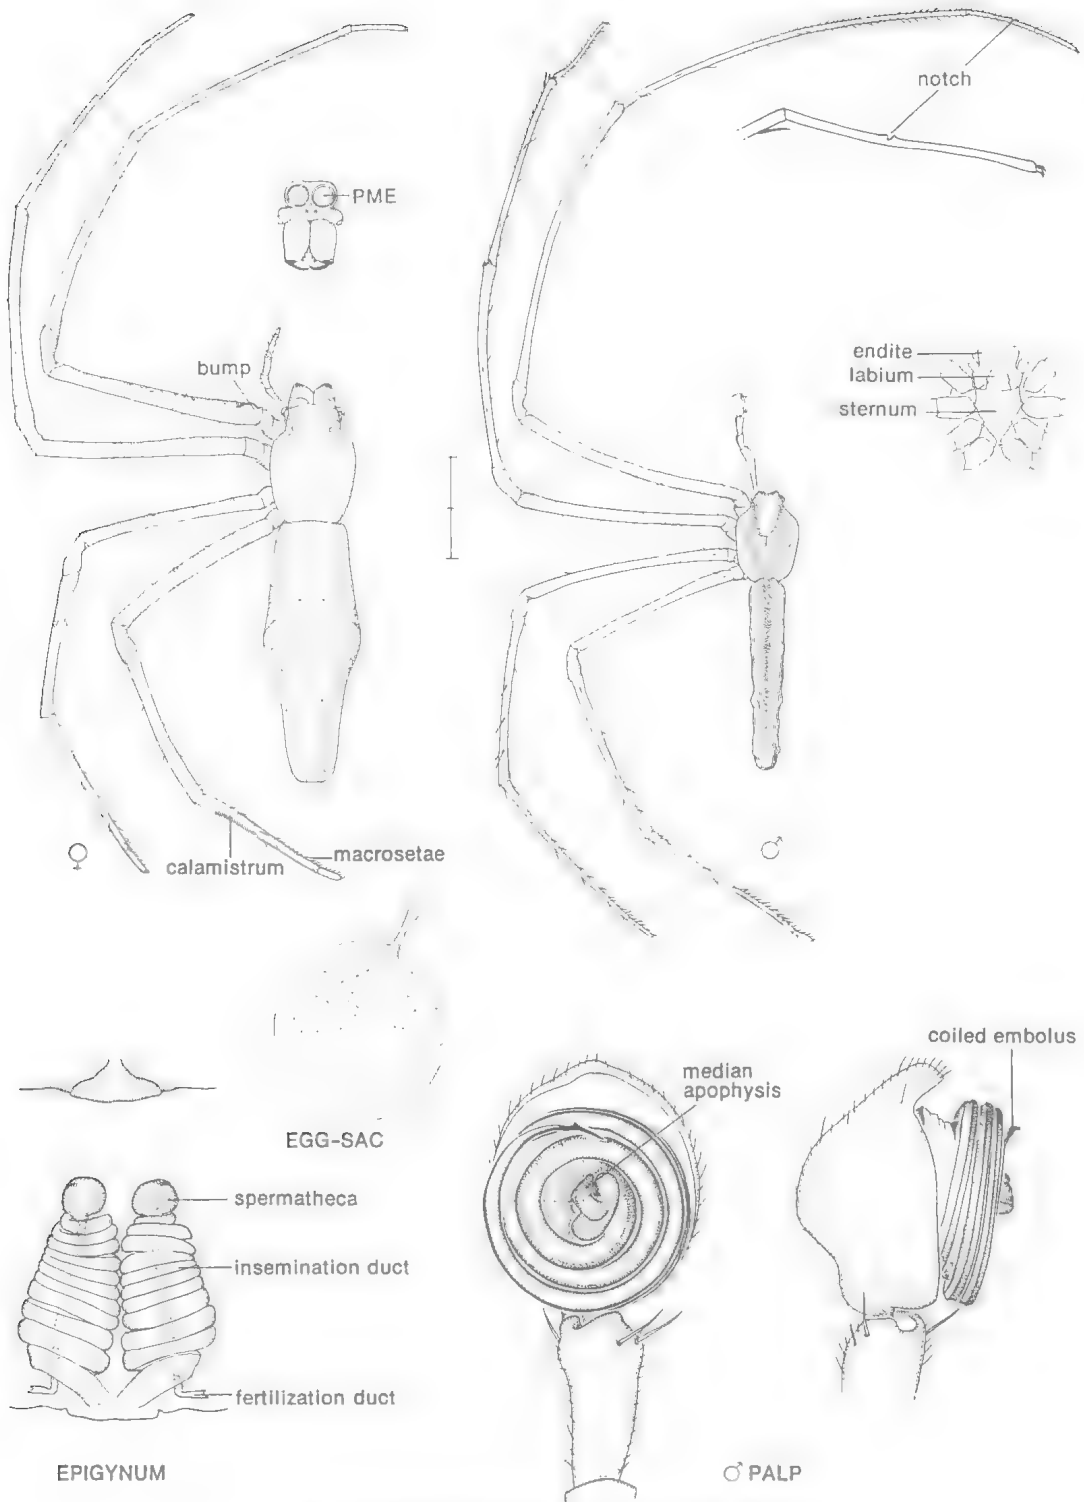 notch
PME
bump
endite
labium
sternum
♀
calamistrum
macrosetae
♂
EGG-SAC
median
apophysis
coiled embolus
spermatheca
insemination duct
fertilization duct
EPIGYNUM
♂ PALP